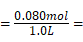 = 0.080mol / 1.0L =